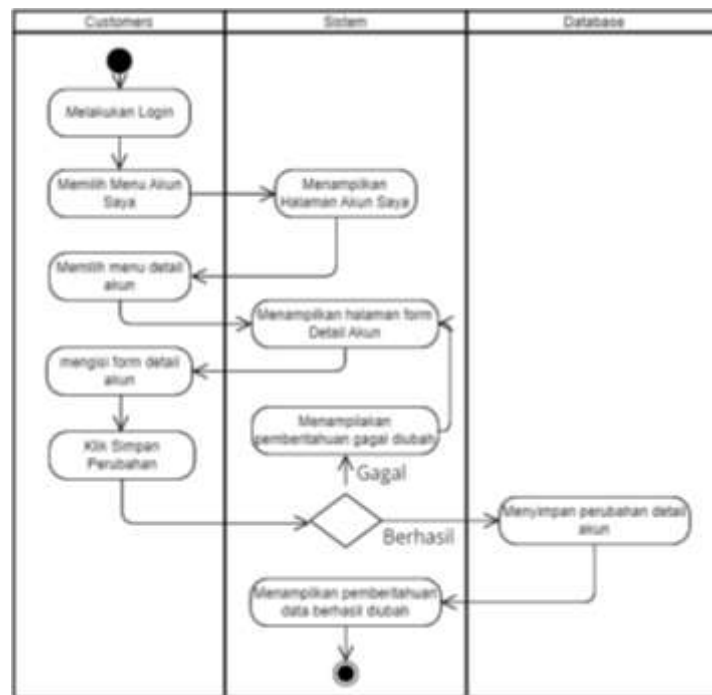 Customers
Sistem
Database
Melakukan Login
Memilih Menu Akun
Saya
Menampilkan
Halaman Akun Saya
Memilih menu detail
akun
Menampilkan halaman form
Detail Akun
mengisi form detail
akun
Menampilakan
pemberitahuan gagal diubah
Klik Simpan
Perubahan
Gagal
Berhasil
Menyimpan perubahan detail
akun
Menampilkan pemberitahuan
data berhasil diubah